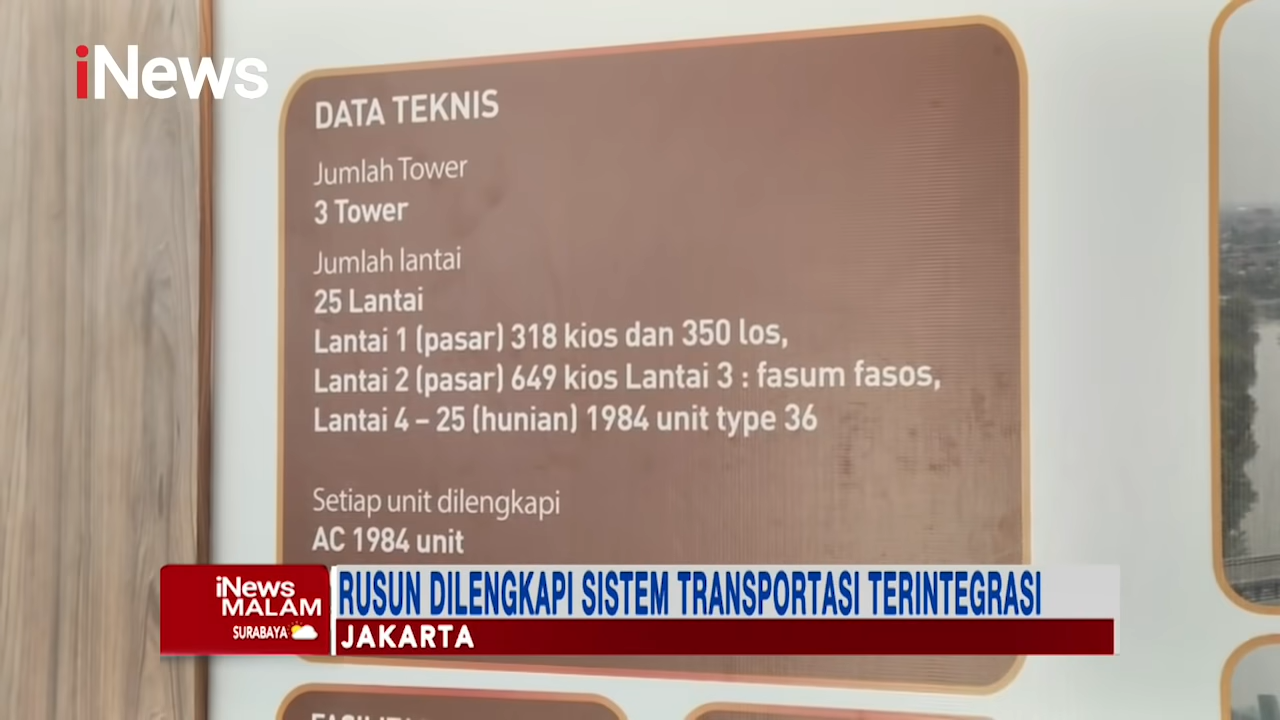 iNews
DATA TEKNIS
Jumlah Tower
3 Tower
Jumlah lantai
25 Lantai
Lantai 1 (pasar) 318 kios dan 350 los,
Lantai 2 (pasar) 649 kios Lantai 3 : fasum fasos,
Lantai 4 – 25 (hunian) 1984 unit type 36
Setiap unit dilengkapi
AC 1984 unit
iNews
MALAM
SURABAYA
RUSUN DILENGKAPI SISTEM TRANSPORTASI TERINTEGRASI
JAKARTA